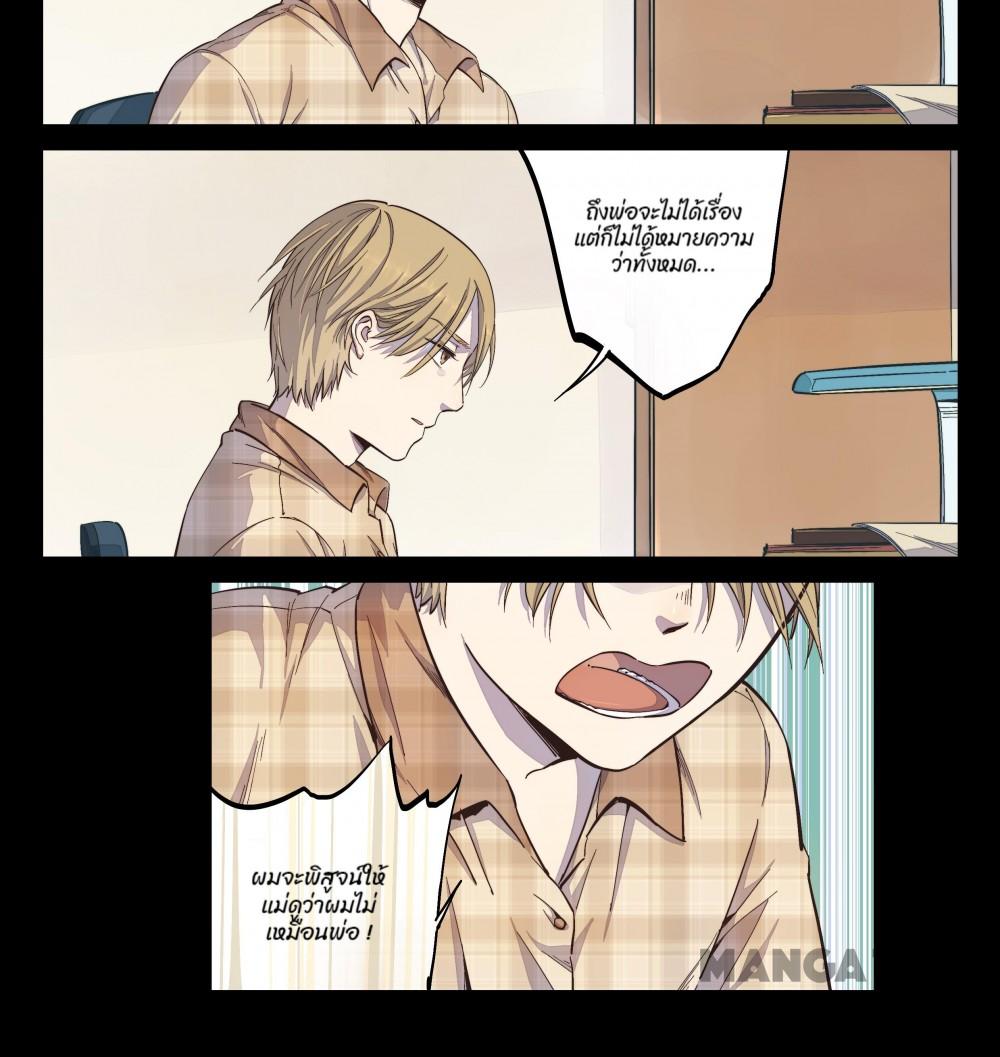 ถึงพ่อจะไม่ได้เรื่อง
แต่ก็ไม่ได้หมายความ
ว่าทั้งหมด...
ผมจะพิสูจน์ให้
แม่ดูว่าผมไม่
เหมือนพ่อ !
MANGA